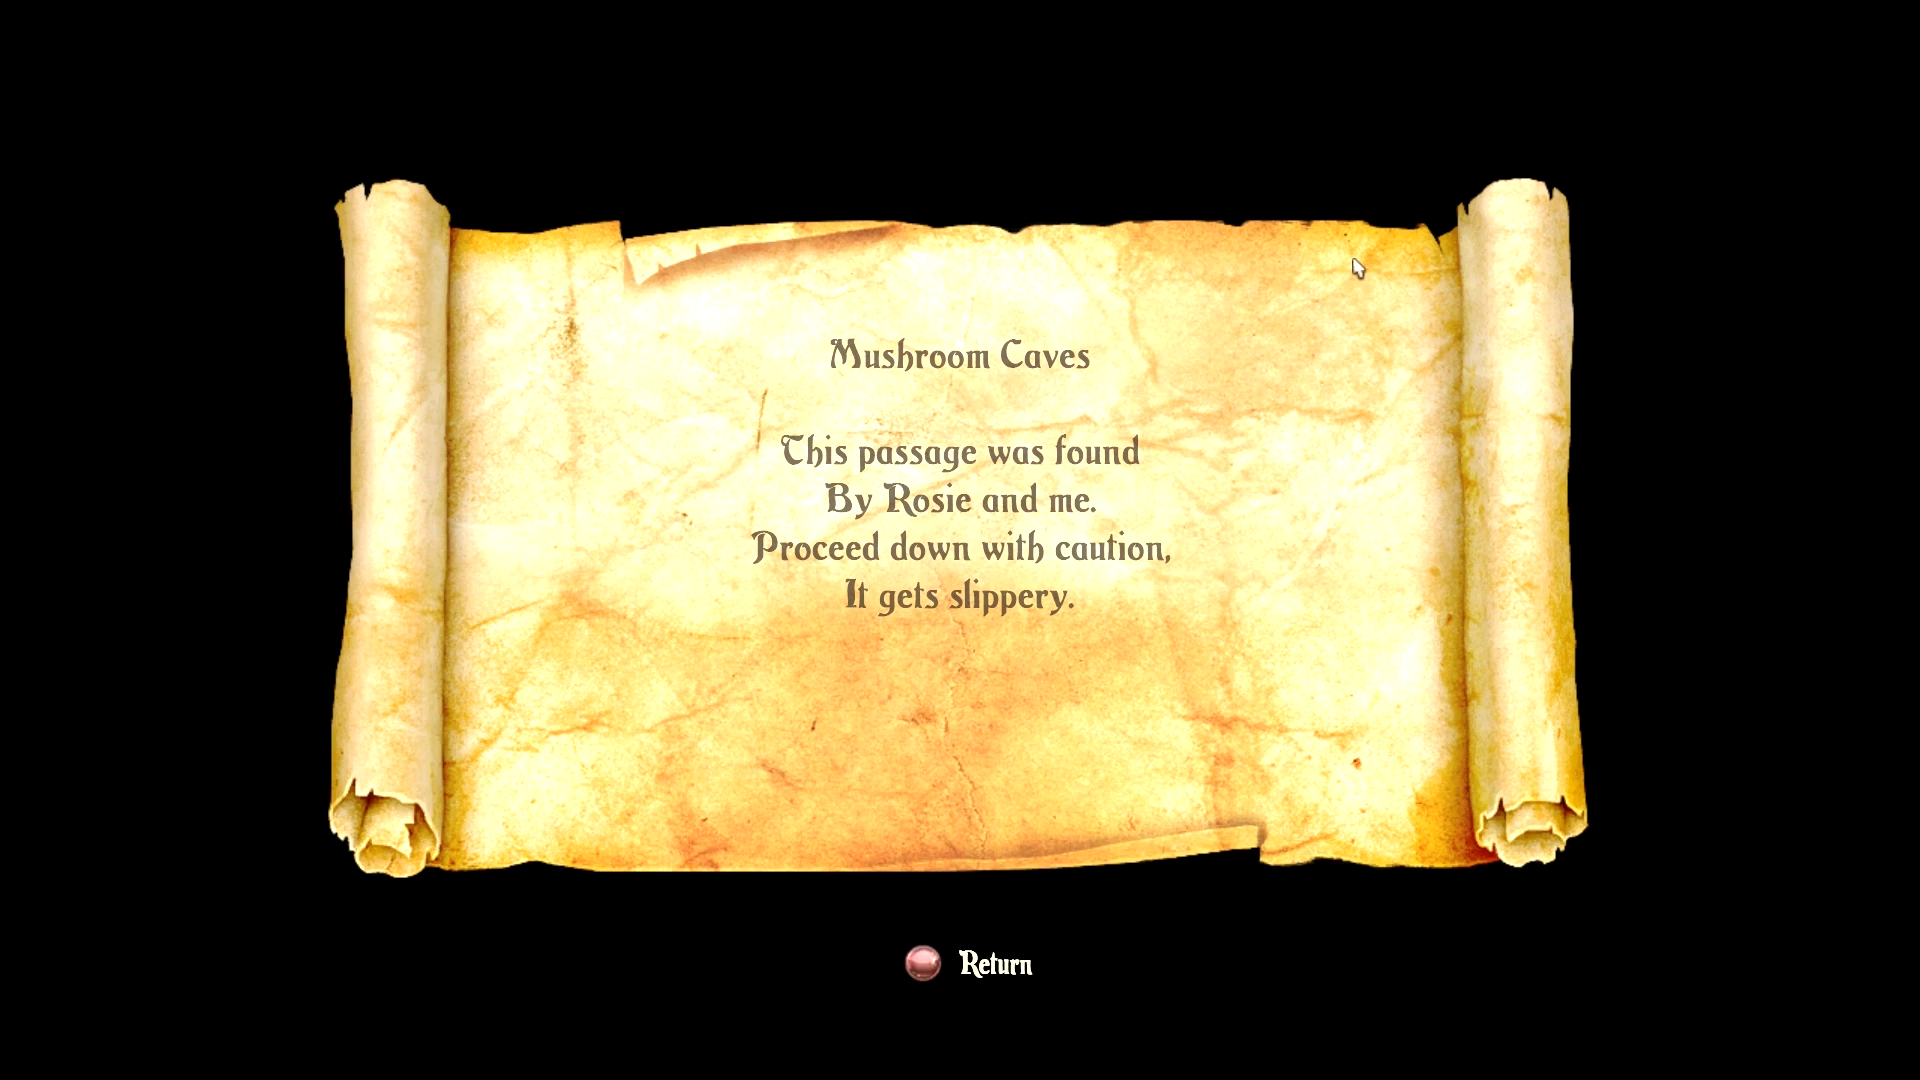 Mushroom Caves
This passage was found
By Rosie and me.
Proceed down with caution,
It gets slippery.
Return